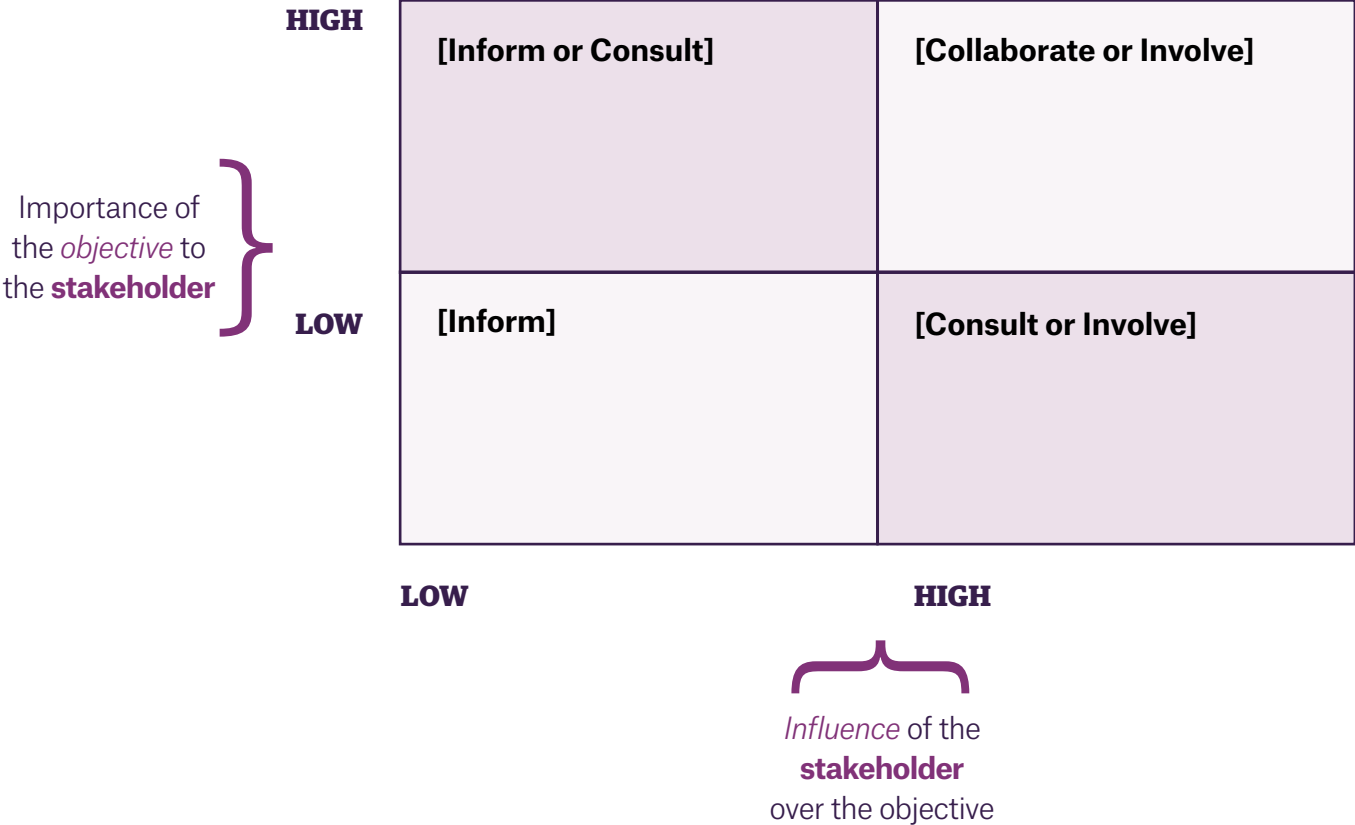 HIGH
[Inform or Consult]
[Collaborate or Involve]
Importance of
the objective to
the stakeholder
LOW
[Inform]
[Consult or Involve]
LOW
HIGH
Influence of the
stakeholder
over the objective